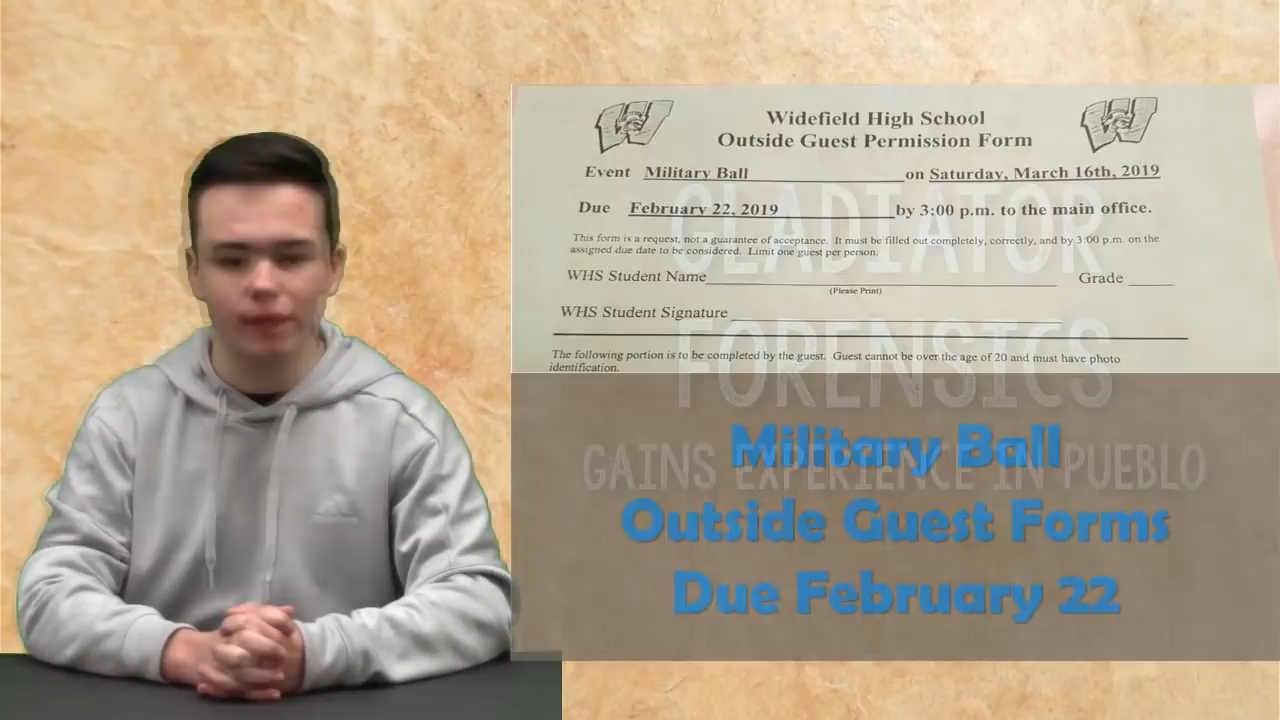 Widefield High School
Outside Guest Permission Form
Event Military Ball on Saturday, March 16th, 2019
Due February 22, 2019 by 3:00 p.m. to the main office.
This form is a request, not a guarantee of acceptance. It must be filled out completely, correctly, and by 3:00 p.m. on the
assigned due date to be considered. Limit one guest per person.
WHS Student Name Grade
(Please Print)
WHS Student Signature
The following portion is to be completed by the guest. Guest cannot be over the age of 20 and must have photo
identification.
GLADIATOR
FORENSICS
GAINS EXPERIENCE IN PUEBLO
Military Ball
Outside Guest Forms
Due February 22